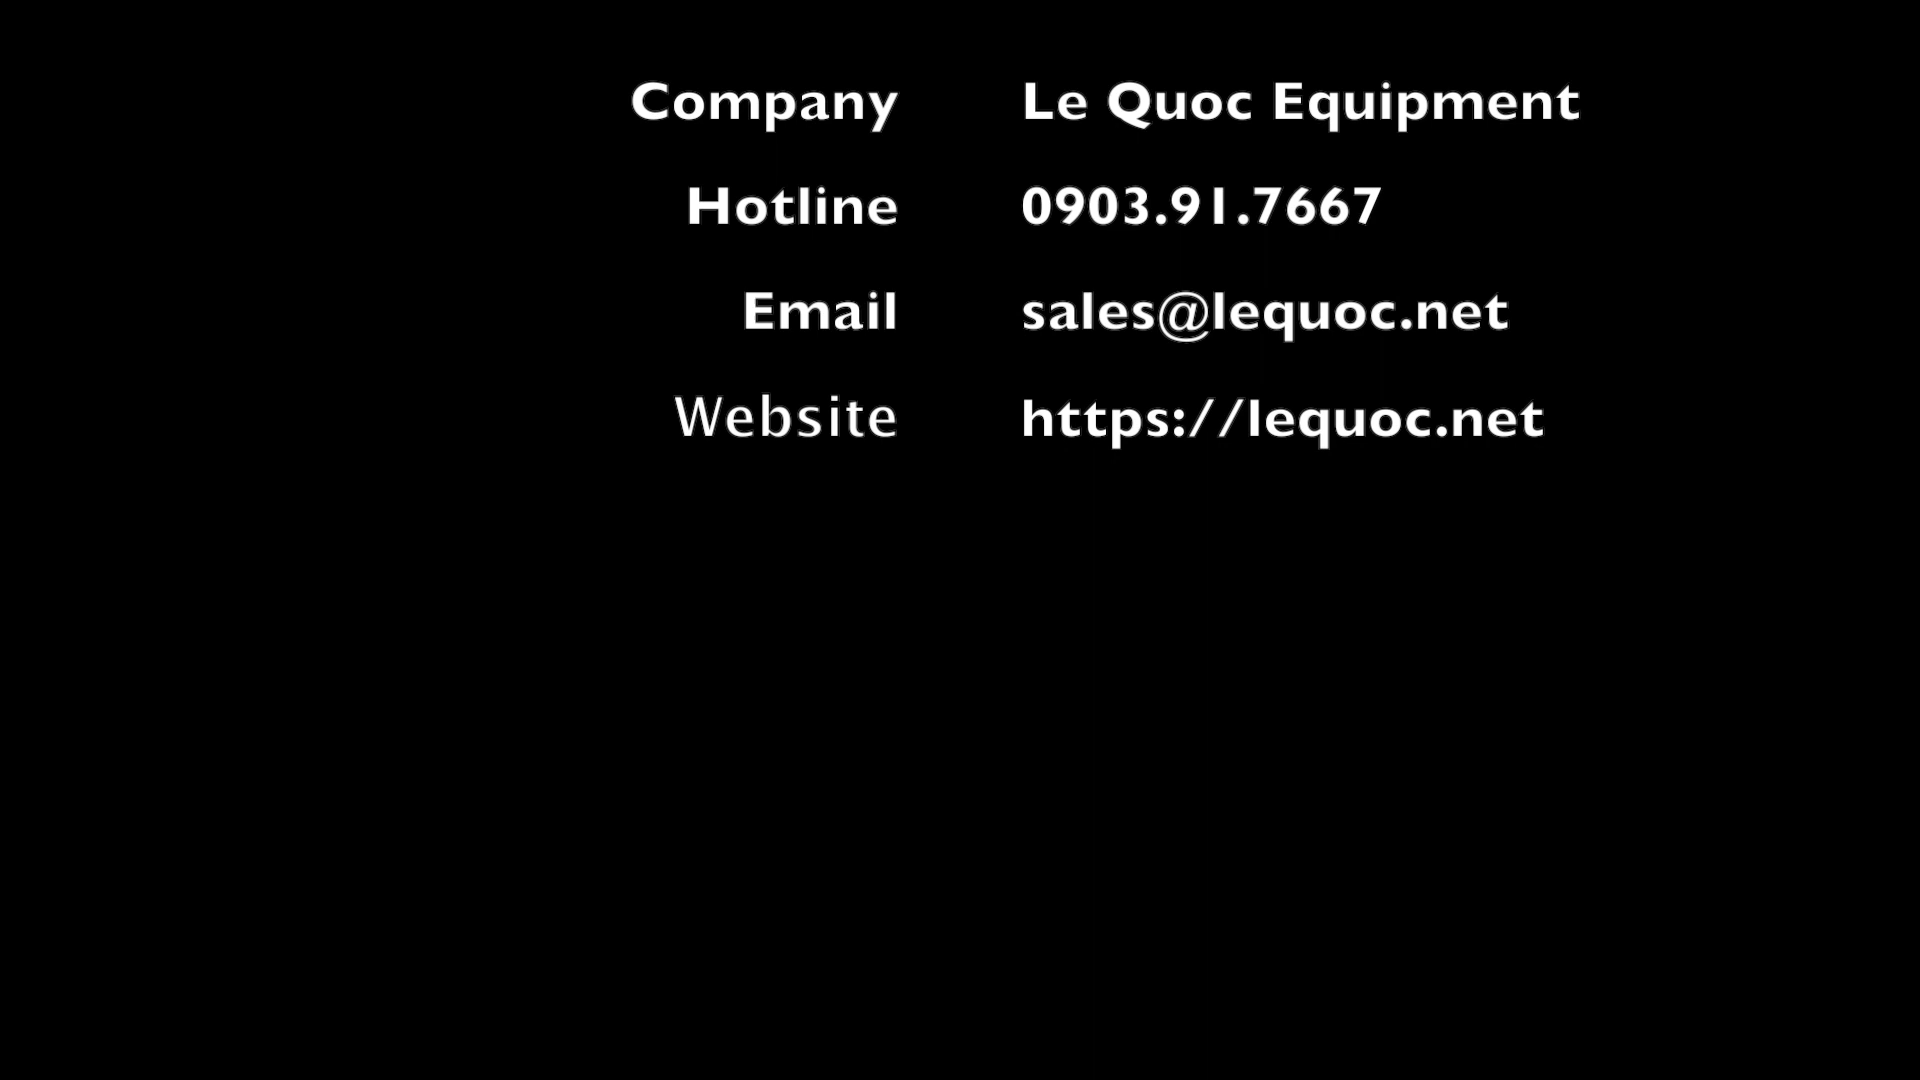 Company Le Quoc Equipment
Hotline 0903.91.7667
Email sales@lequoc.net
Website https://lequoc.net